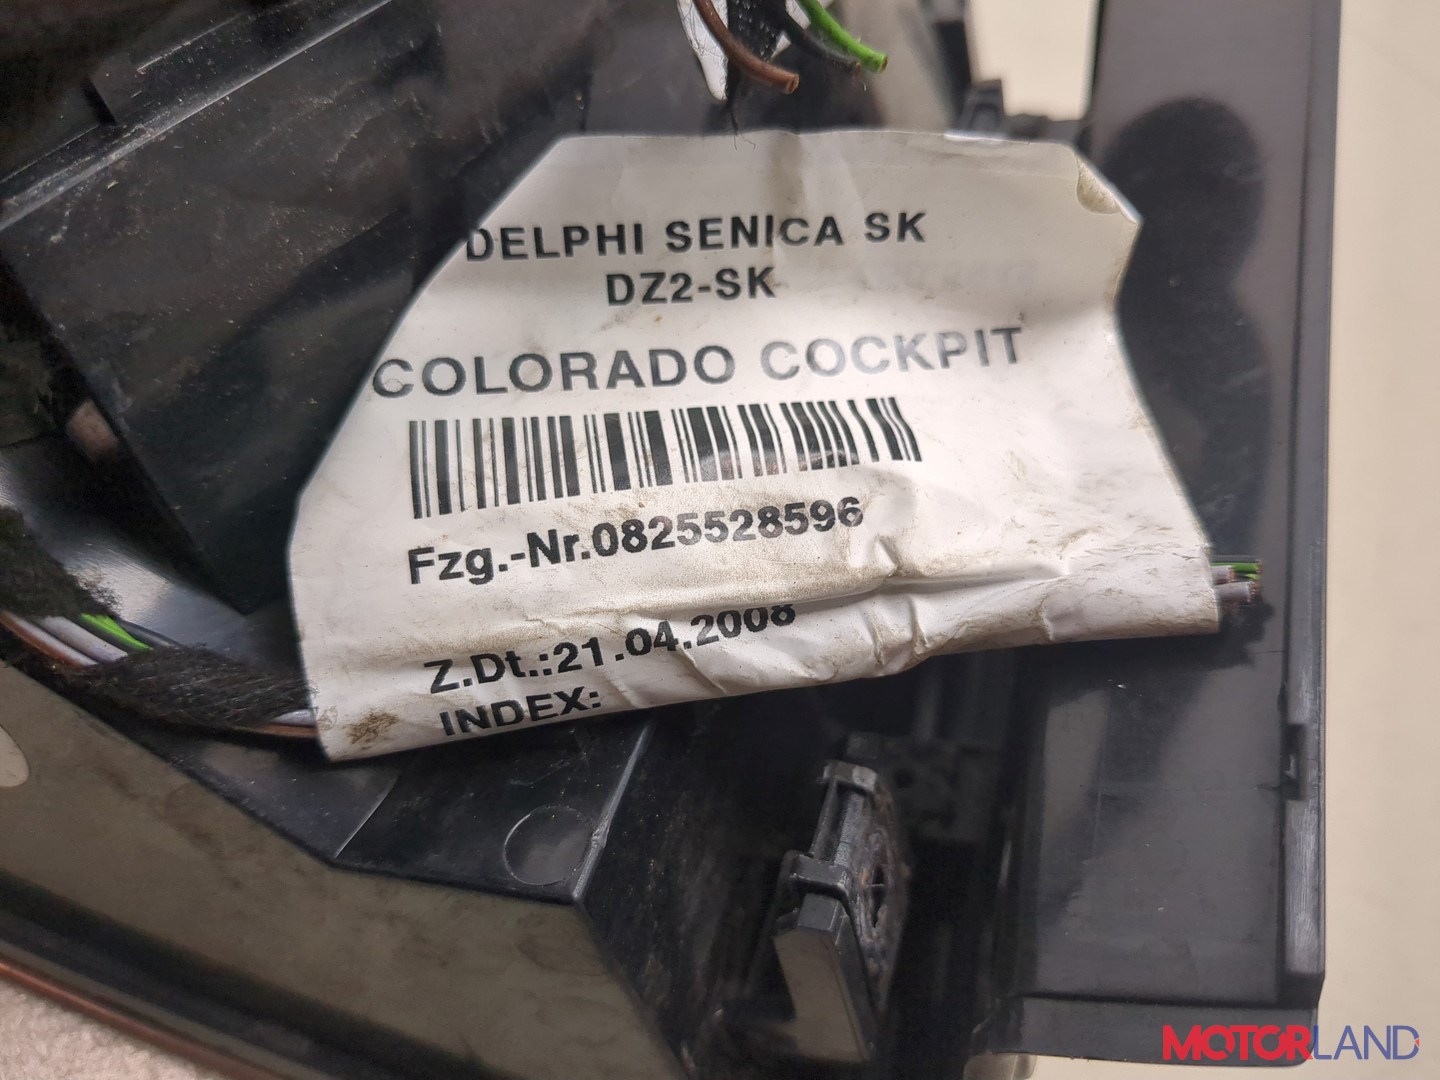 DELPHI SENICA SK
DZ2-SK
COLORADO COCKPIT
Fzg.-Nr.0825528596
Z.Dt.:21.04.2008
INDEX:
MOTORLAND